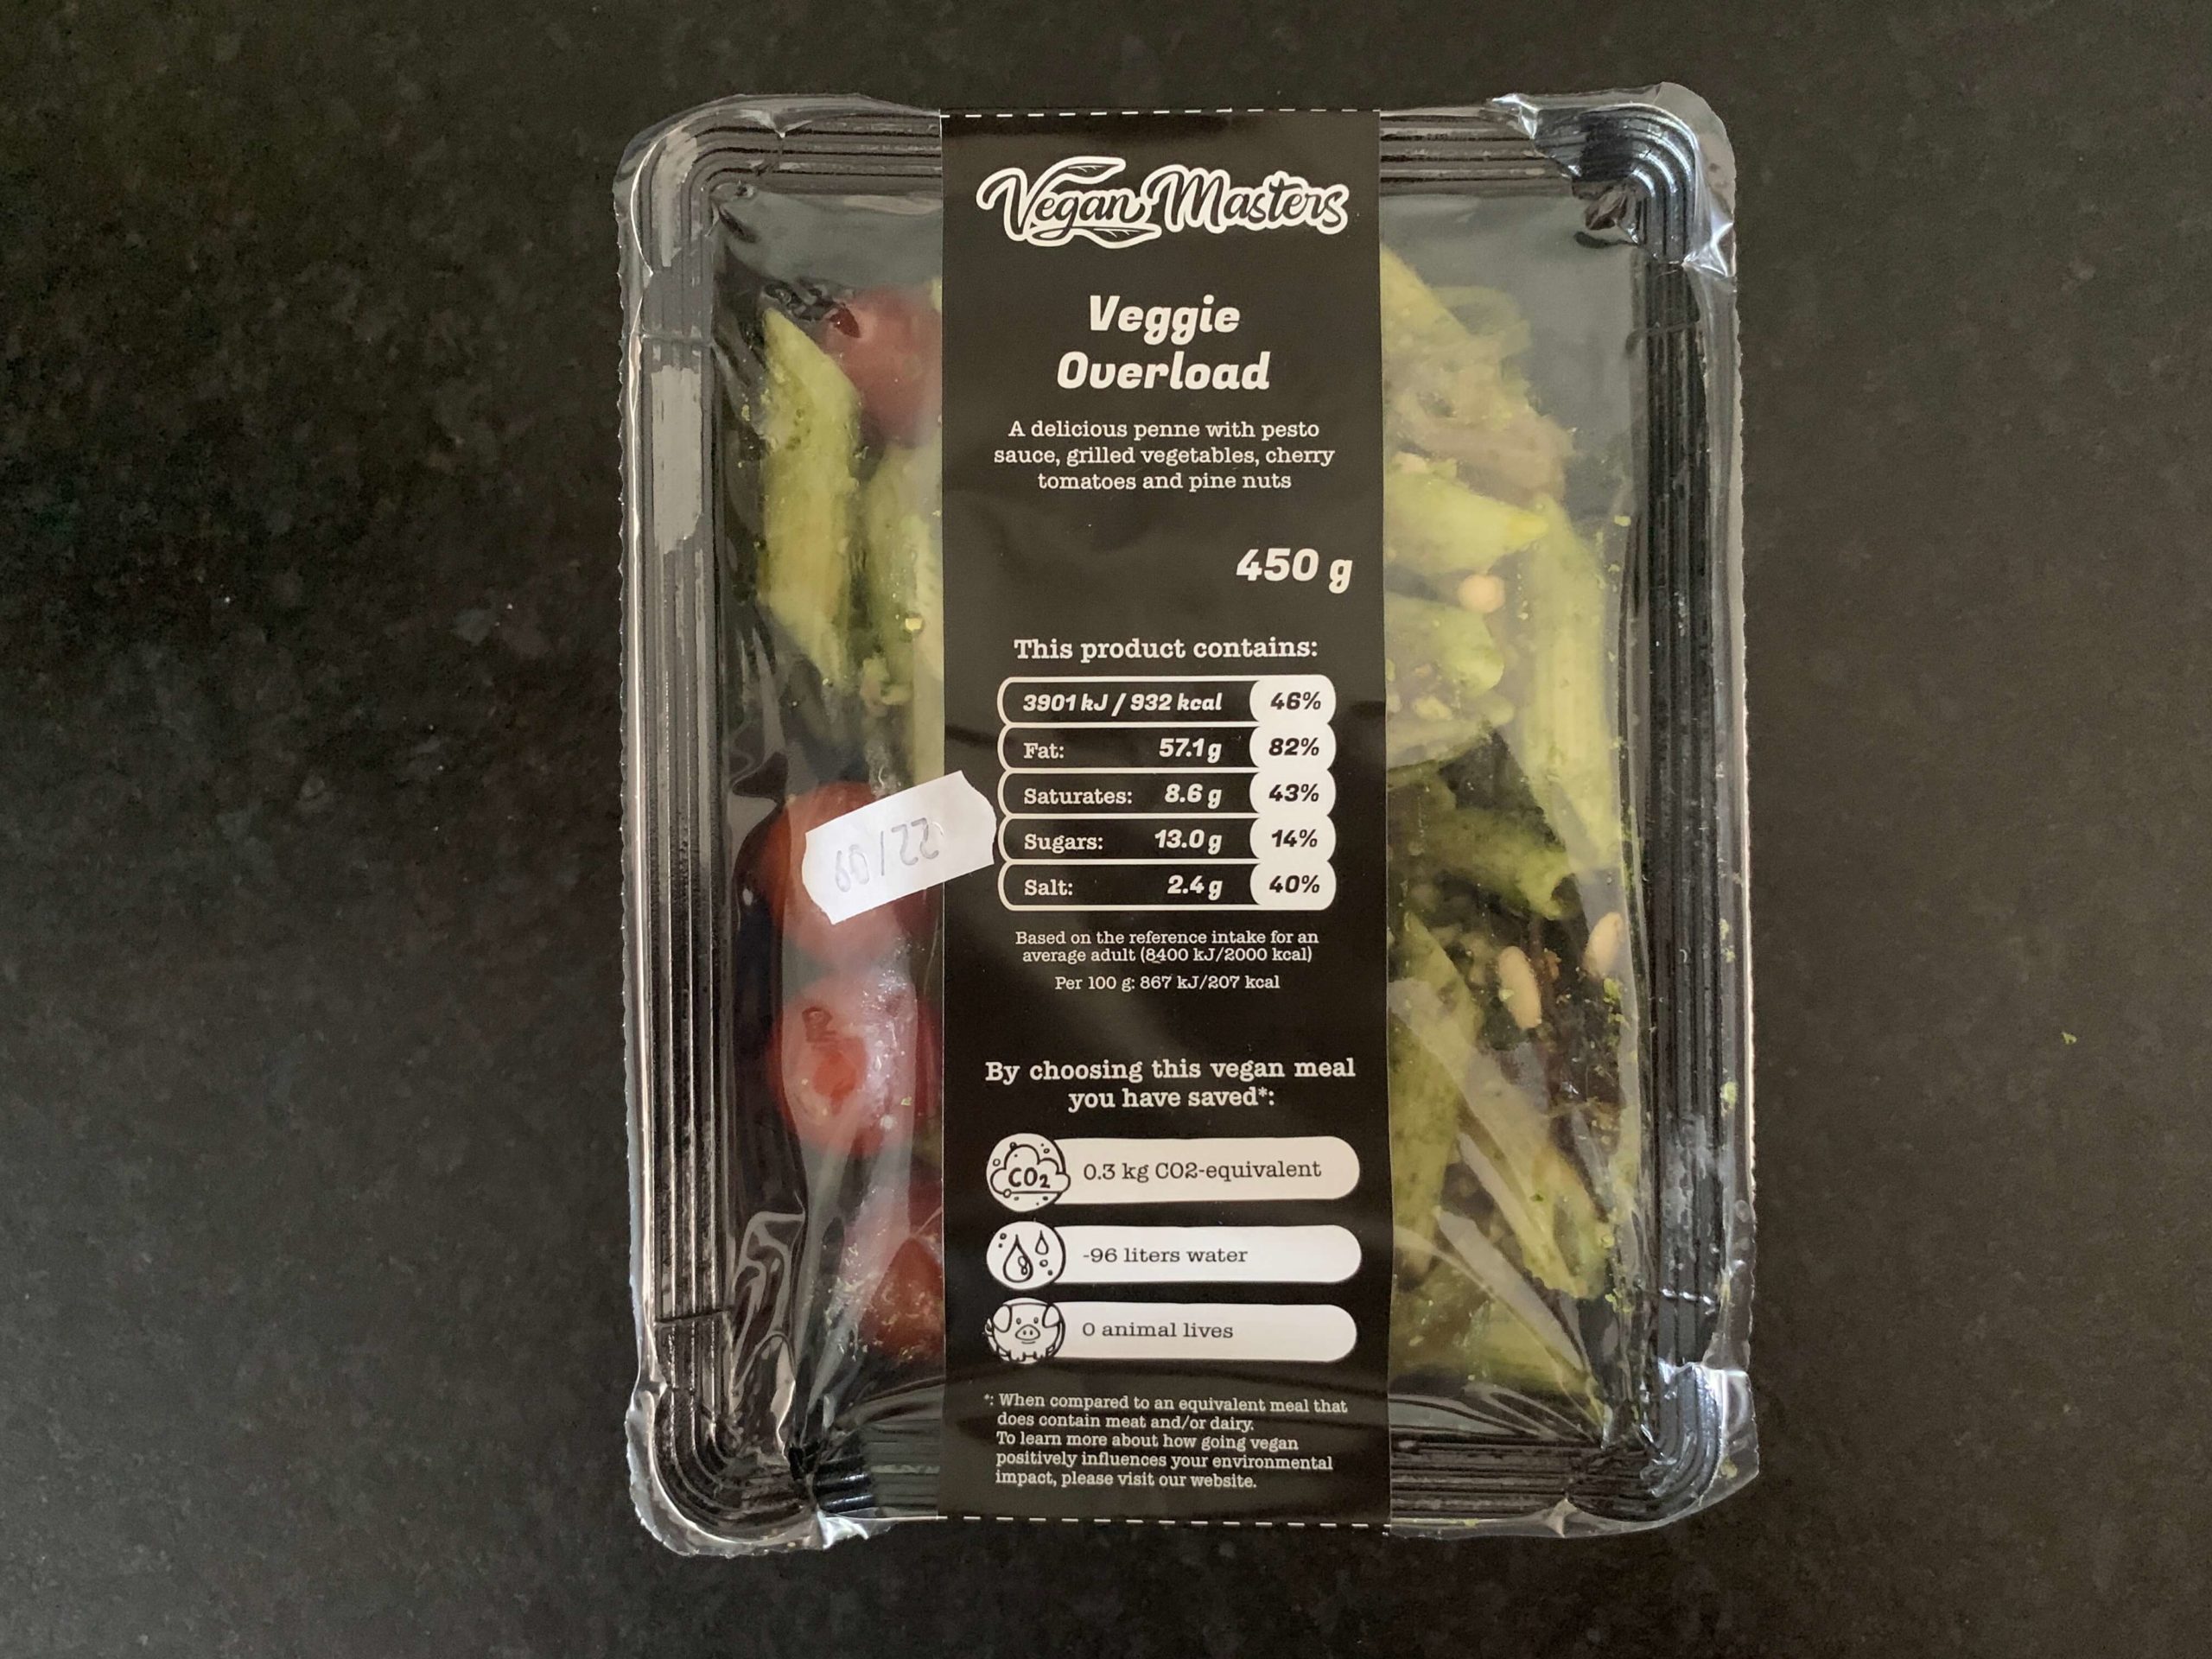 Vegan Masters
Veggie
Overload
A delicious penne with pesto
sauce, grilled vegetables, cherry
tomatoes and pine nuts
450 g
This product contains:
3901 kJ / 932 kcal 46%
Fat: 57.1 g 82%
Saturates: 8.6 g 43%
Sugars: 13.0 g 14%
Salt: 2.4 g 40%
22/09
Based on the reference intake for an
average adult (8400 kJ/2000 kcal)
Per 100 g: 867 kJ/207 kcal
By choosing this vegan meal
you have saved*:
CO2 0.3 kg CO2-equivalent
-96 liters water
0 animal lives
*: When compared to an equivalent meal that
does contain meat and/or dairy.
To learn more about how going vegan
positively influences your environmental
impact, please visit our website.